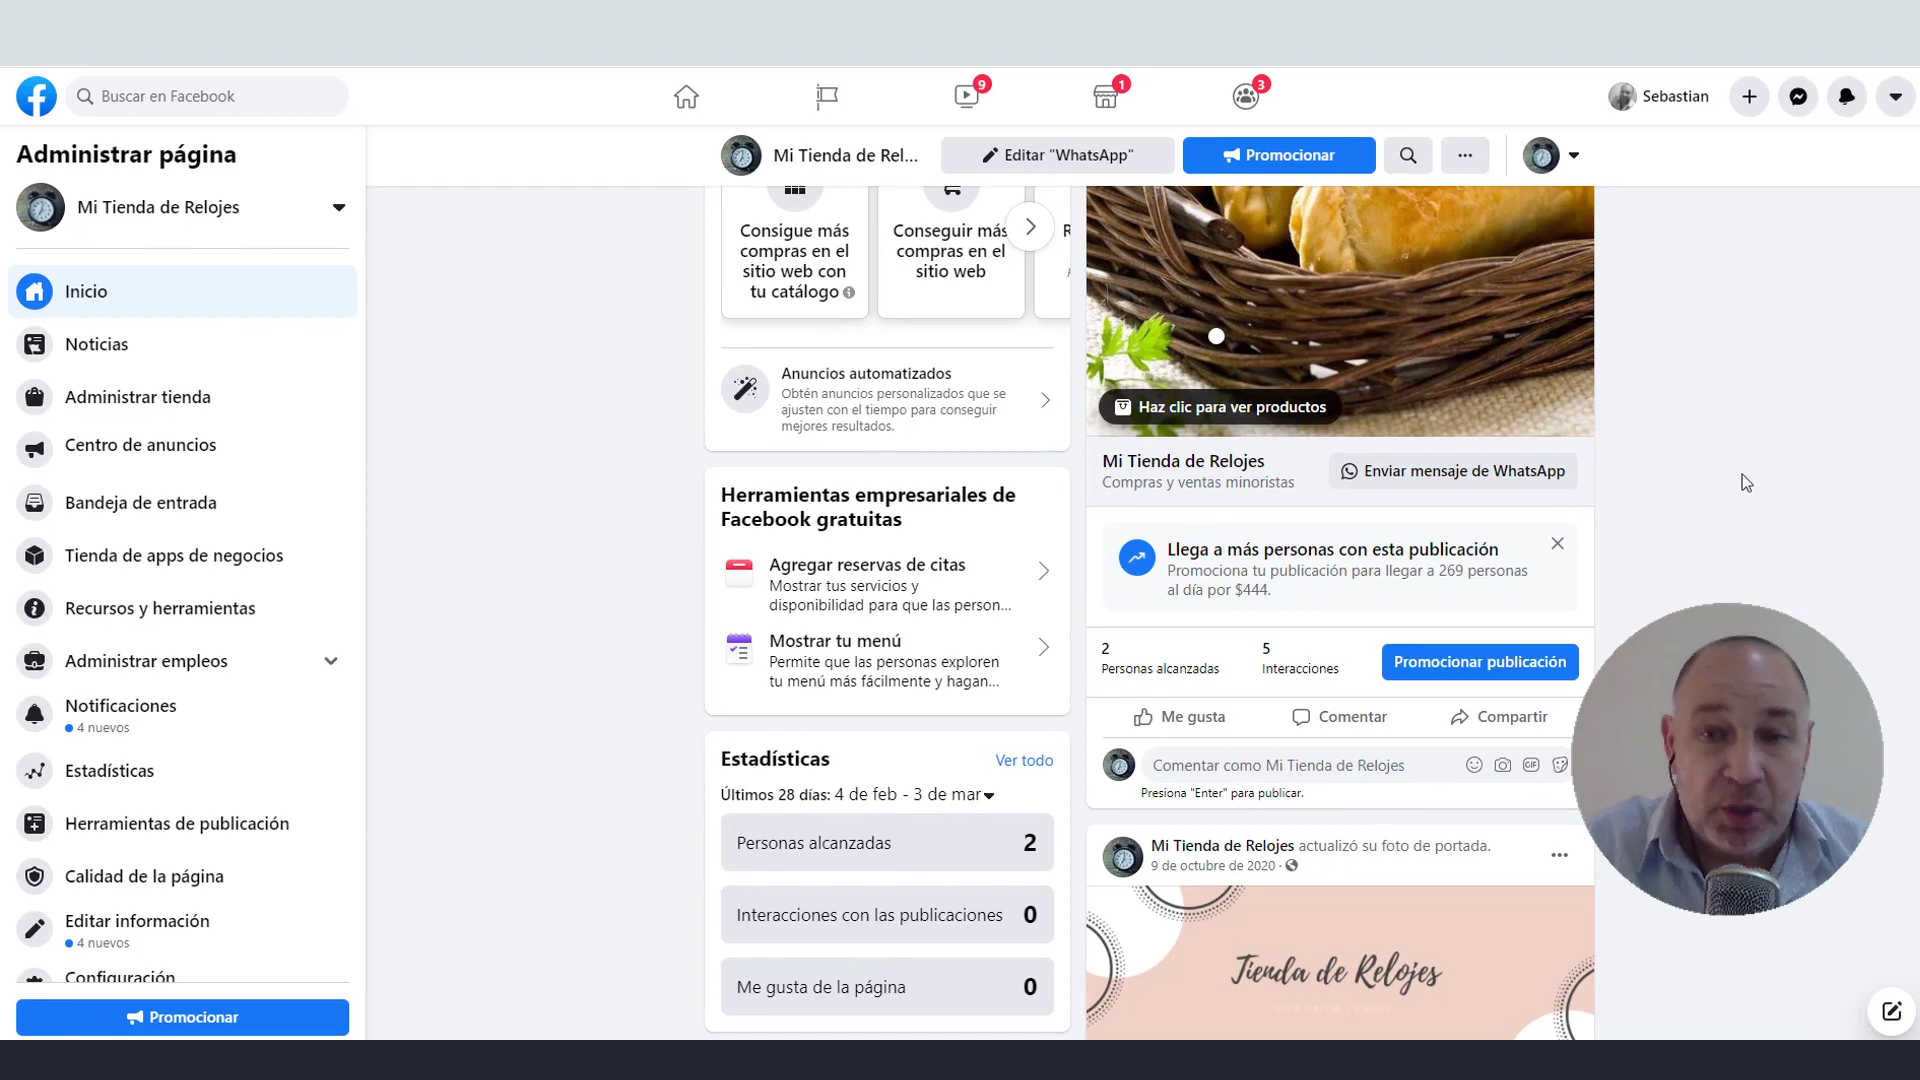 Buscar en Facebook
9
1
3
Sebastian
Administrar página
Mi Tienda de Relojes
Inicio
Noticias
Administrar tienda
Centro de anuncios
Bandeja de entrada
Tienda de apps de negocios
Recursos y herramientas
Administrar empleos
Notificaciones
4 nuevos
Estadísticas
Herramientas de publicación
Calidad de la página
Editar información
4 nuevos
Configuración
Promocionar
Mi Tienda de Rel...
Editar "WhatsApp"
Promocionar
Consigue más
compras en el
sitio web con
tu catálogo
Conseguir más
compras en el
sitio web
Anuncios automatizados
Obtén anuncios personalizados que se
ajusten con el tiempo para conseguir
mejores resultados.
Herramientas empresariales de
Facebook gratuitas
Agregar reservas de citas
Mostrar tus servicios y
disponibilidad para que las person...
Mostrar tu menú
Permite que las personas exploren
tu menú más fácilmente y hagan...
Estadísticas
Ver todo
Últimos 28 días: 4 de feb - 3 de mar
Personas alcanzadas 2
Interacciones con las publicaciones 0
Me gusta de la página 0
Haz clic para ver productos
Mi Tienda de Relojes
Compras y ventas minoristas
Enviar mensaje de WhatsApp
Llega a más personas con esta publicación
Promociona tu publicación para llegar a 269 personas
al día por $444.
2
Personas alcanzadas
5
Interacciones
Promocionar publicación
Me gusta
Comentar
Compartir
Comentar como Mi Tienda de Relojes
GIF
Presiona "Enter" para publicar.
Mi Tienda de Relojes actualizó su foto de portada.
9 de octubre de 2020 ·
Tienda de Relojes